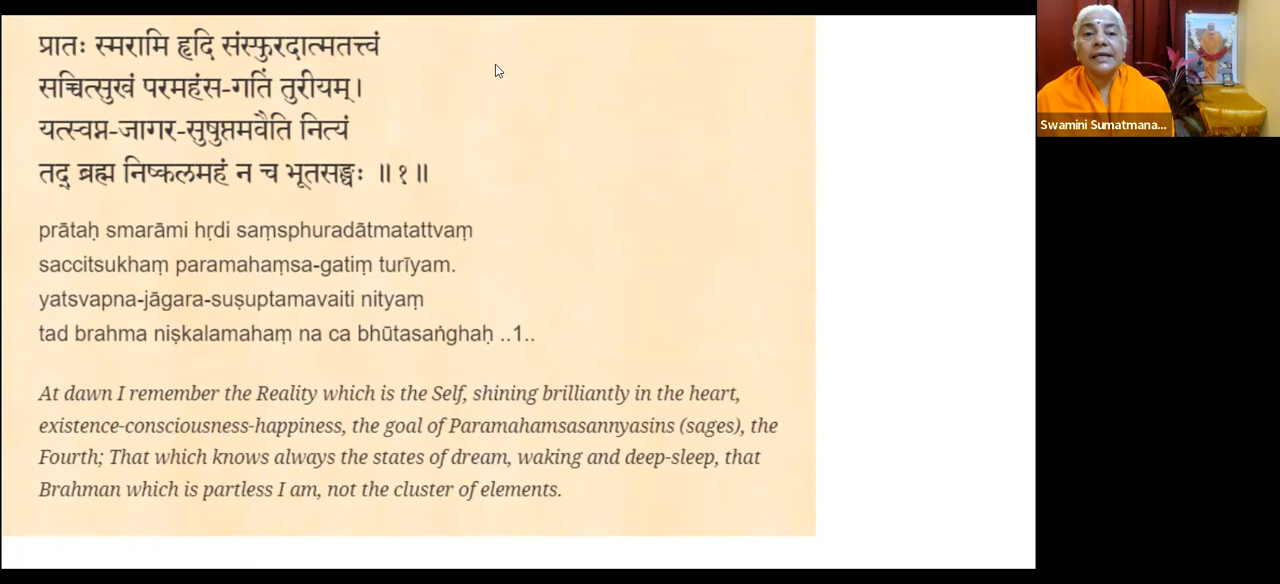 प्रातः स्मरामि हृदि संस्फुरदात्मतत्त्वं
सच्चित्सुखं परमहंस-गतिं तुरीयम्।
यत्स्वप्न-जागर-सुषुप्तमवैति नित्यं
तद् ब्रह्म निष्कलमहं न च भूतसङ्घः ॥१॥
prātaḥ smarāmi hṛdi saṃsphuradātmatattvaṃ
saccitsukhaṃ paramahaṃsa-gatiṃ turīyam.
yatsvapna-jāgara-suṣuptamavaiti nityaṃ
tad brahma niṣkalamahaṃ na ca bhūtasaṅghaḥ ..1..
At dawn I remember the Reality which is the Self, shining brilliantly in the heart,
existence-consciousness-happiness, the goal of Paramahamsasannyasins (sages), the
Fourth; That which knows always the states of dream, waking and deep-sleep, that
Brahman which is partless I am, not the cluster of elements.
Swamini Sumatmana...